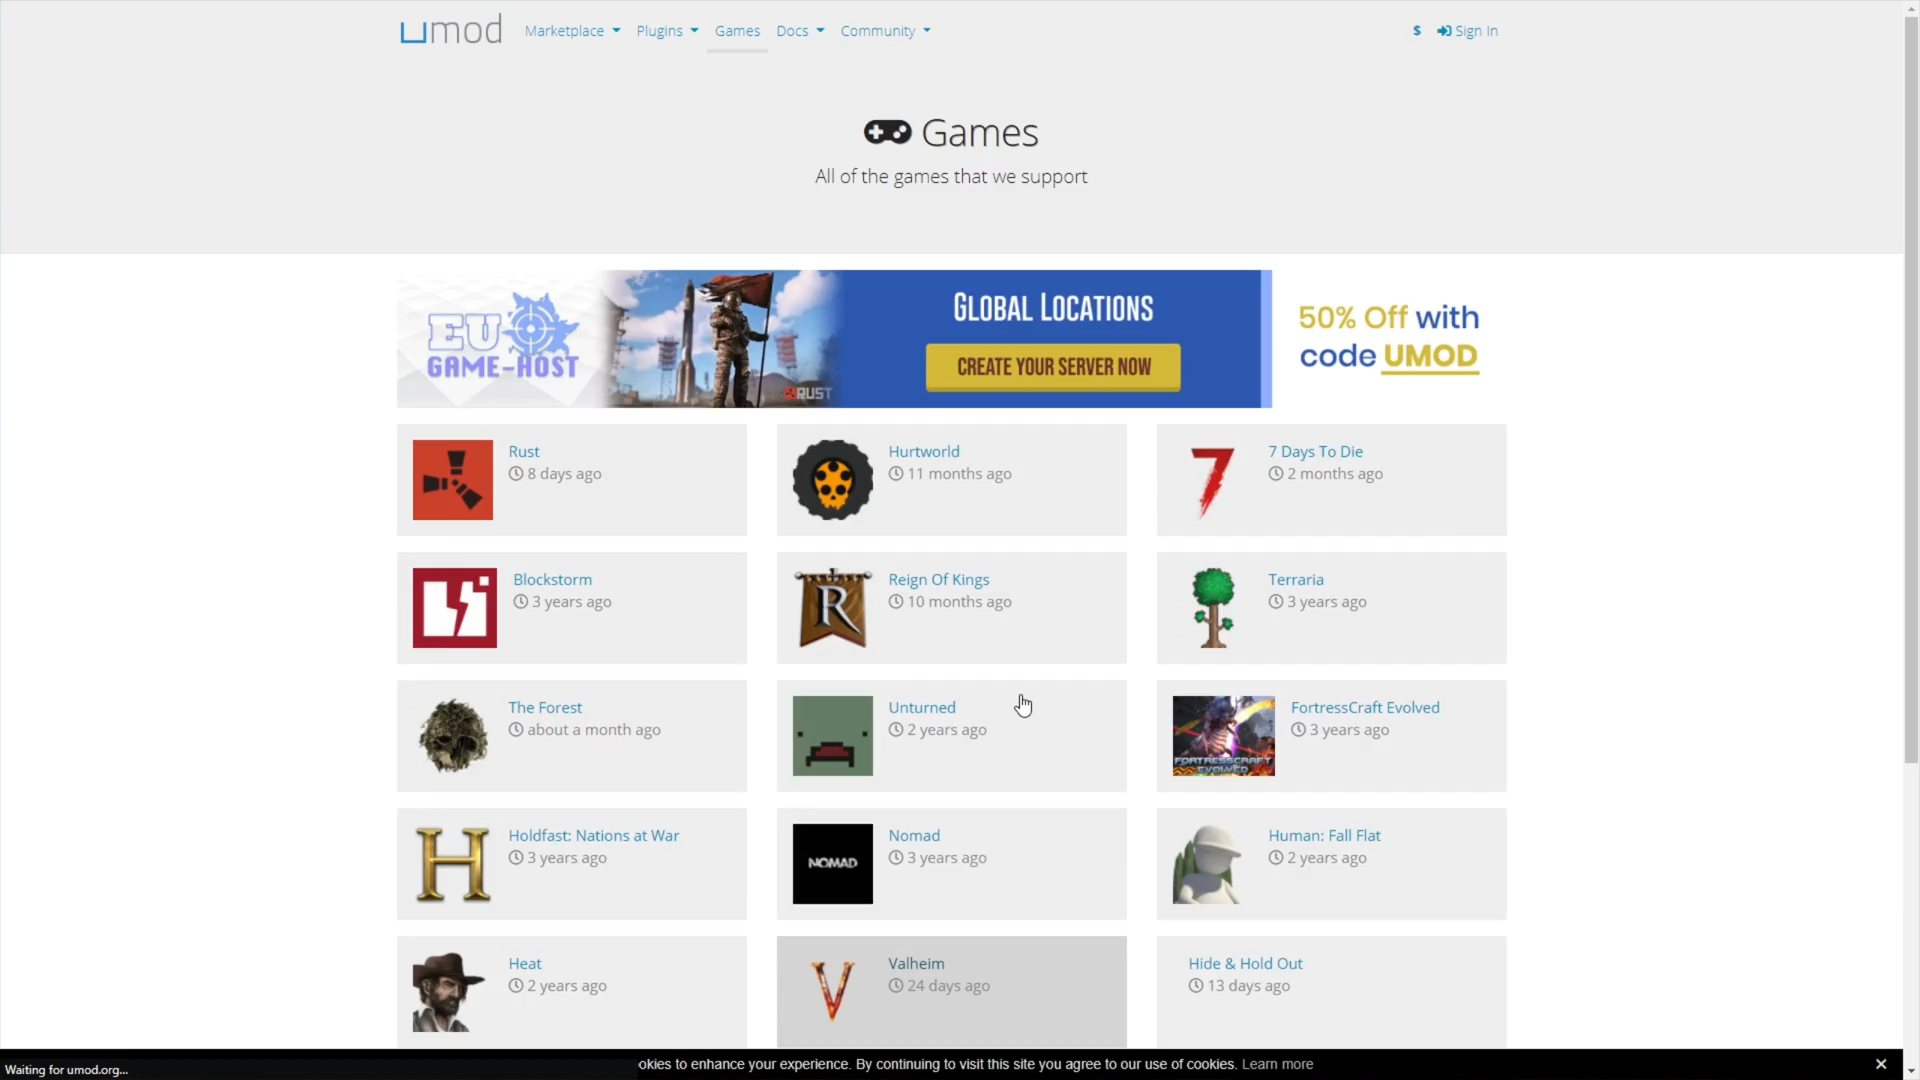 umod
Marketplace
Plugins
Games
Docs
Community
$
Sign In
Games
All of the games that we support
EU
GAME-HOST
RUST
GLOBAL LOCATIONS
CREATE YOUR SERVER NOW
50% Off with
code UMOD
Rust
8 days ago
Hurtworld
11 months ago
7
7 Days To Die
2 months ago
Blockstorm
3 years ago
R
Reign Of Kings
10 months ago
Terraria
3 years ago
The Forest
about a month ago
Unturned
2 years ago
FORTRESSCRAFT
EVOLVED
FortressCraft Evolved
3 years ago
H
Holdfast: Nations at War
3 years ago
NOMAD
Nomad
3 years ago
Human: Fall Flat
2 years ago
Heat
2 years ago
V
Valheim
24 days ago
Hide & Hold Out
13 days ago
okies to enhance your experience. By continuing to visit this site you agree to our use of cookies. Learn more
Waiting for umod.org...